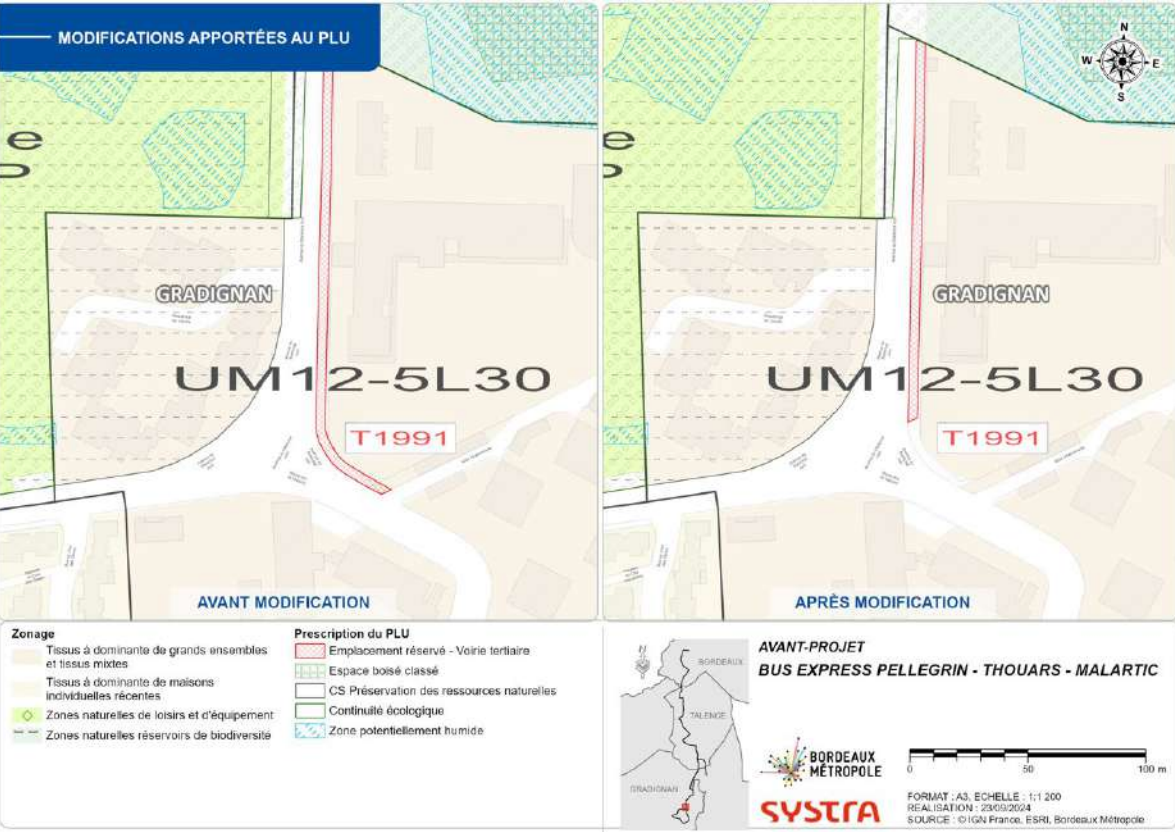 MODIFICATIONS APPORTÉES AU PLU
e
GRADIGNAN
UM12-5L30
T1991
AVANT MODIFICATION
N
W
E
S
e
GRADIGNAN
UM12-5L30
T1991
APRÈS MODIFICATION
Zonage
Tissus à dominante de grands ensembles
et tissus mixtes
Tissus à dominante de maisons
individuelles récentes
Zones naturelles de loisirs et d'équipement
Zones naturelles réservoirs de biodiversité
Prescription du PLU
Emplacement réservé - Voirie tertiaire
Espace boisé classé
CS Préservation des ressources naturelles
Continuité écologique
Zone potentiellement humide
BORDEAUX
TALENCE
GRADIGNAN
AVANT-PROJET
BUS EXPRESS PELLEGRIN - THOUARS - MALARTIC
BORDEAUX
MÉTROPOLE
SYSTRA
0 50 100 m
FORMAT : A3, ECHELLE : 1:1 200
REALISATION : 23/09/2024
SOURCE : © IGN France, ESRI, Bordeaux Métropole